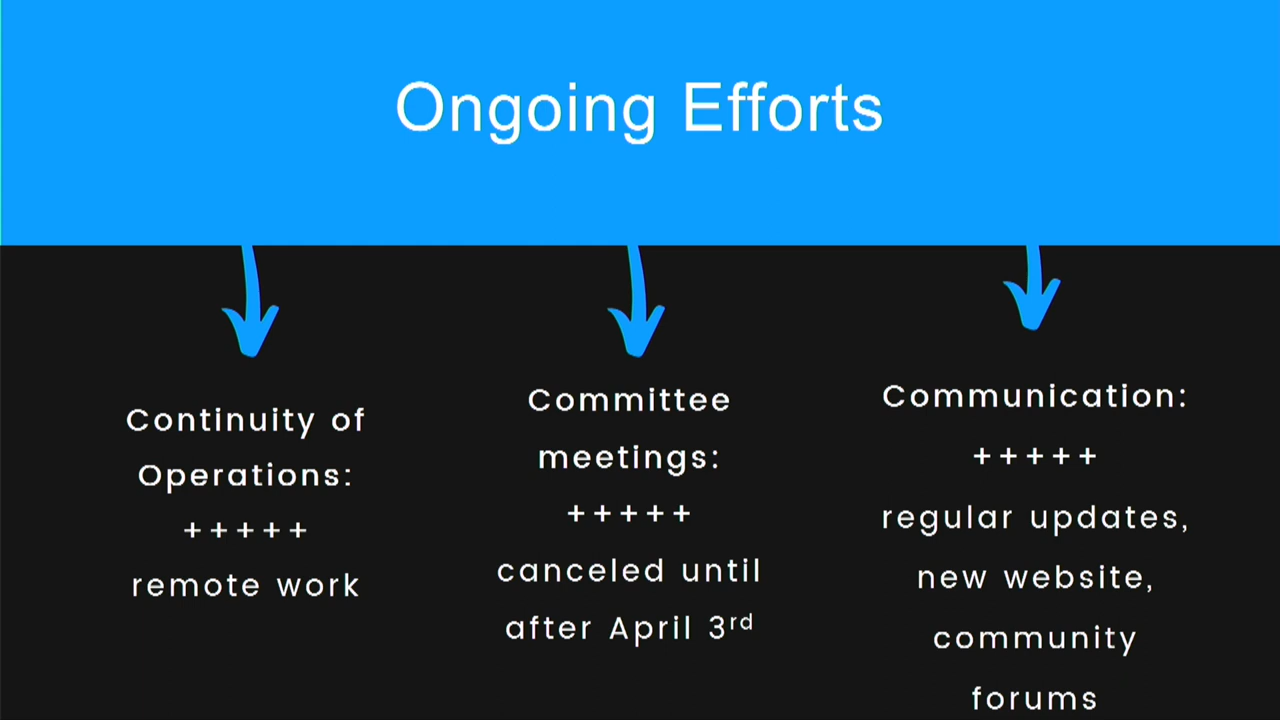 Ongoing Efforts
Continuity of
Operations:
+++++
remote work
Committee
meetings:
+++++
canceled until
after April 3rd
Communication:
+++++
regular updates,
new website,
community
forums